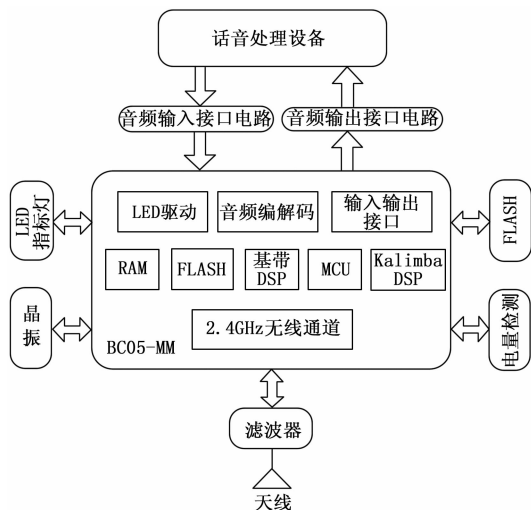 话音处理设备
音频输入接口电路
音频输出接口电路
LED
指标灯
LED驱动
音频编解码
输入输出
接口
FLASH
RAM
FLASH
基带
DSP
MCU
Kalimba
DSP
晶振
2.4GHz无线通道
BC05-MM
电量检测
滤波器
天线